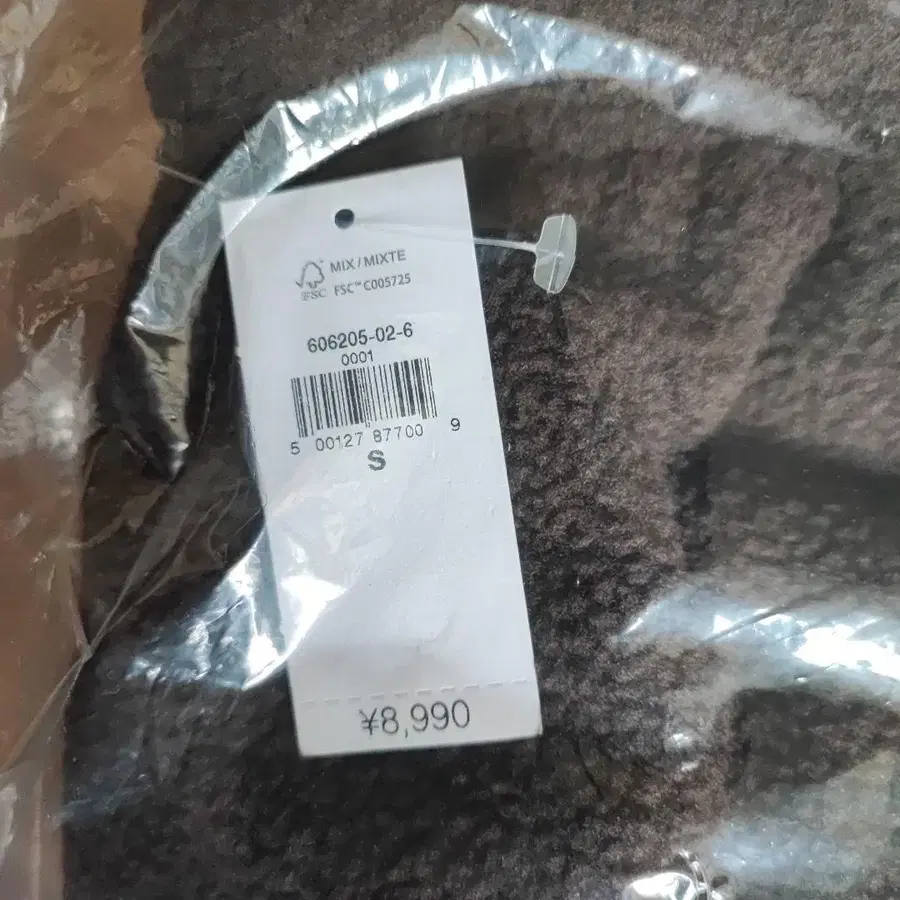 MIX / MIXTE
FSC FSC™ C005725
606205-02-6
0001
5 00127 87700 9
S
¥8,990